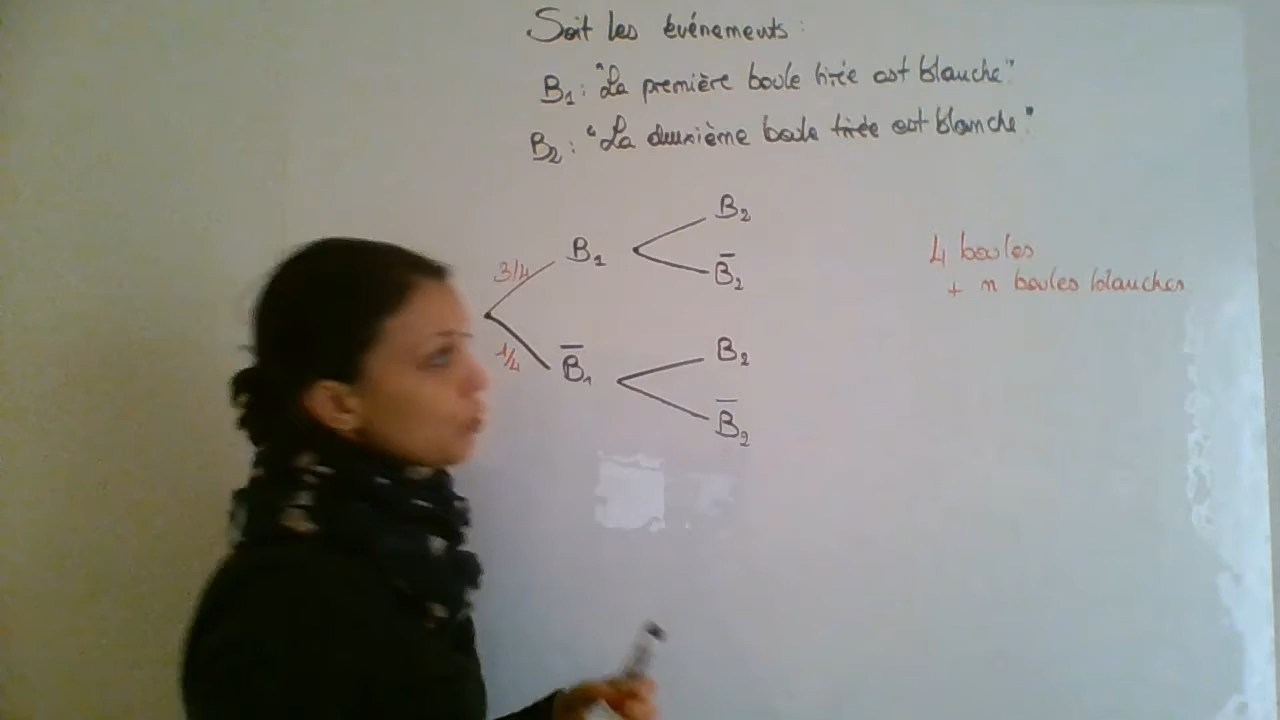 Soit les événements :
B1 : "La première boule tirée est blanche"
B2 : "La deuxième boule tirée est blanche"
B2
3/4 B1
B̅2
4 boules
+ n boules blanches
1/4 B̅1
B2
B̅2